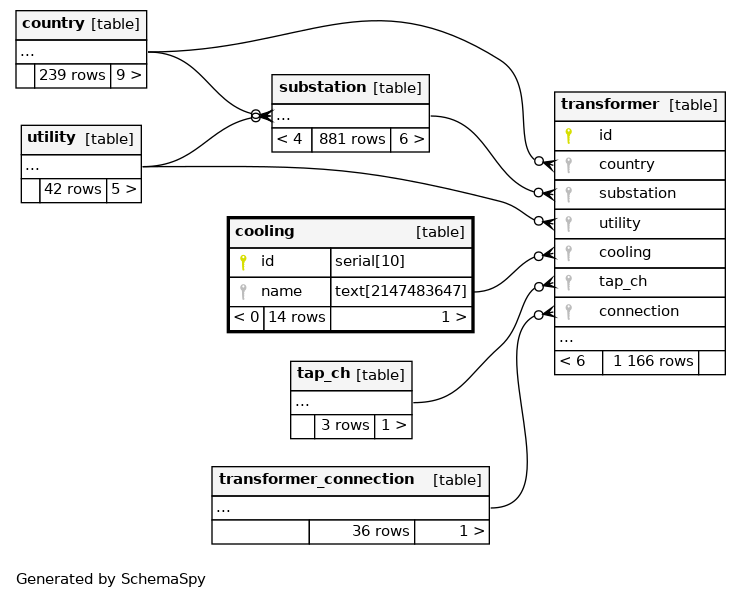 country [table]
...
239 rows 9 >
substation [table]
...
< 4 881 rows 6 >
utility [table]
...
42 rows 5 >
transformer [table]
id
country
substation
utility
cooling
tap_ch
connection
...
< 6 1 166 rows
cooling [table]
id serial[10]
name text[2147483647]
< 0 14 rows 1 >
tap_ch [table]
...
3 rows 1 >
transformer_connection [table]
...
36 rows 1 >
Generated by SchemaSpy